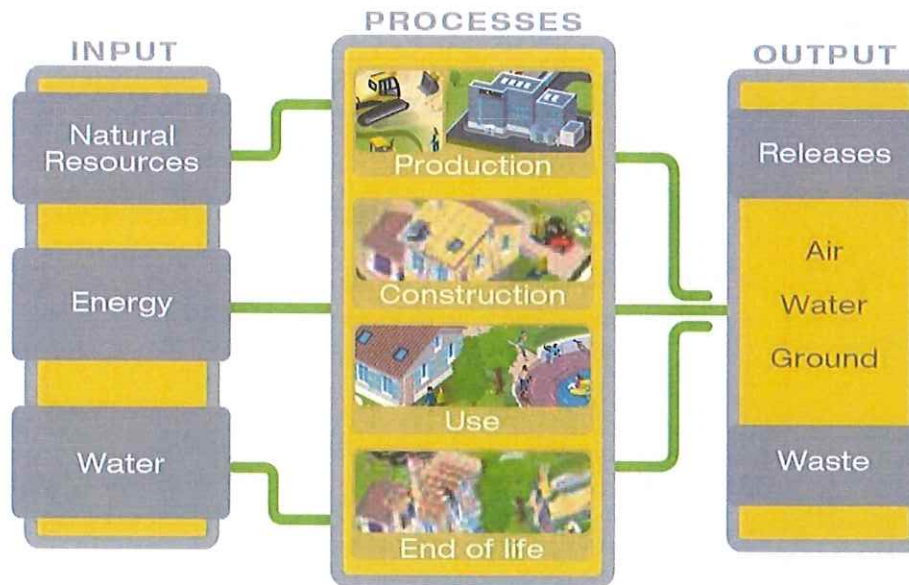 INPUT
Natural
Resources
Energy
Water
PROCESSES
Production
Construction
Use
End of life
OUTPUT
Releases
Air
Water
Ground
Waste